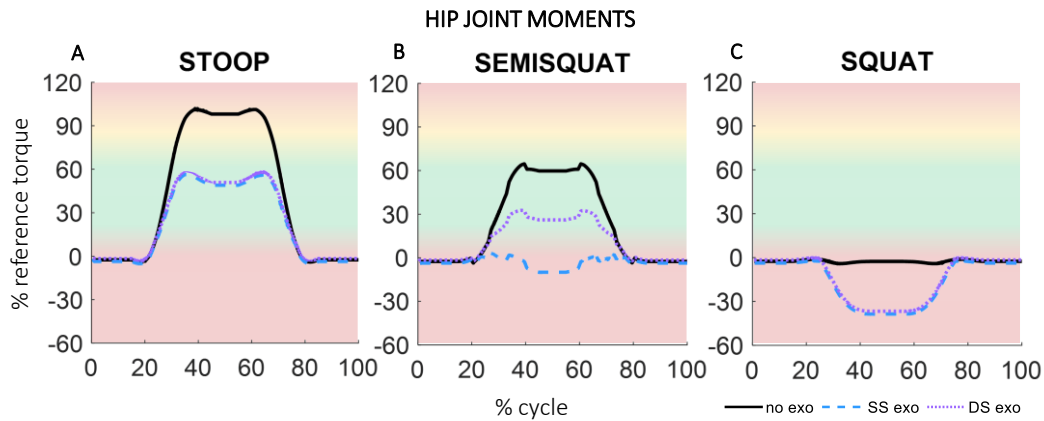 HIP JOINT MOMENTS
A
STOOP
B
SEMISQUAT
C
SQUAT
% reference torque
120
90
60
30
0
-30
-60
0 20 40 60 80 100
120
90
60
30
0
-30
-60
0 20 40 60 80 100
120
90
60
30
0
-30
-60
0 20 40 60 80 100
% cycle
no exo SS exo DS exo